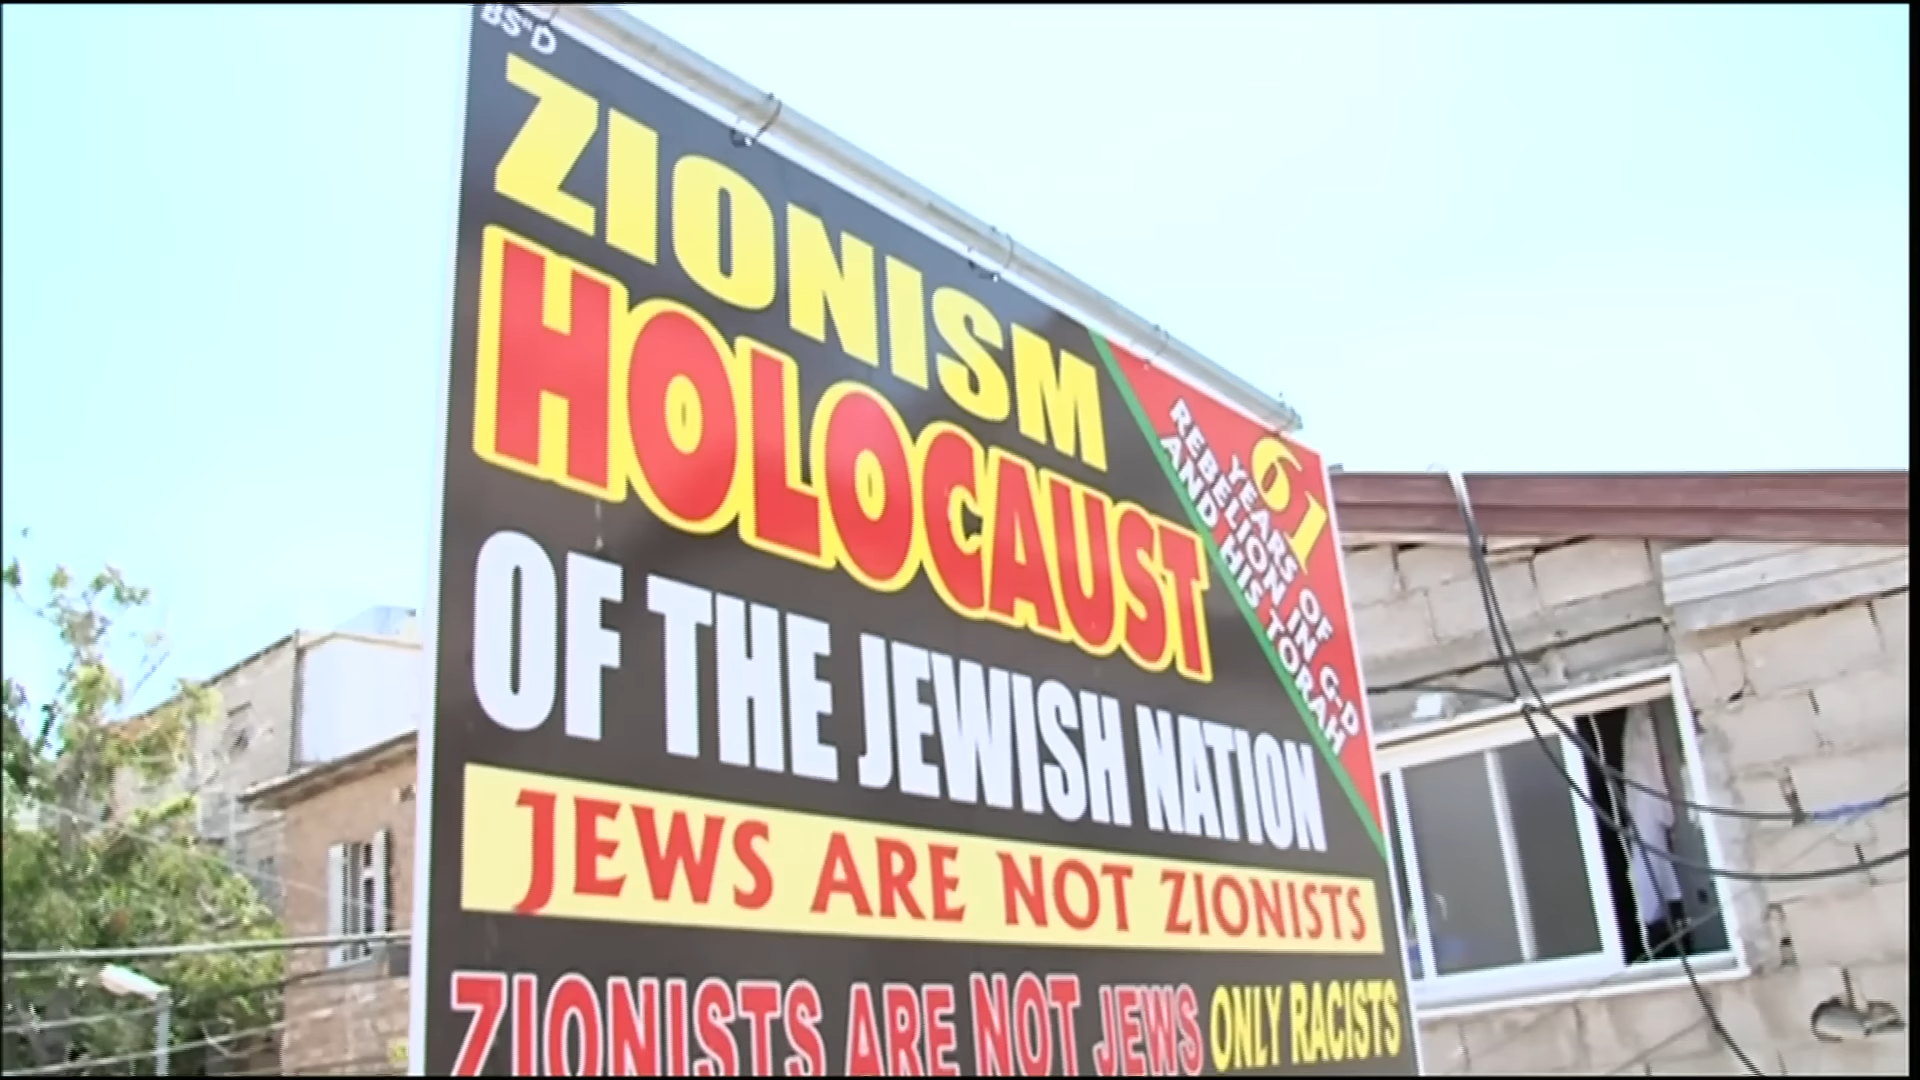 BS"D
ZIONISM
HOLOCAUST
OF THE JEWISH NATION
61
YEARS OF
REBELION IN G-D
AND HIS TORAH
JEWS ARE NOT ZIONISTS
ZIONISTS ARE NOT JEWS ONLY RACISTS